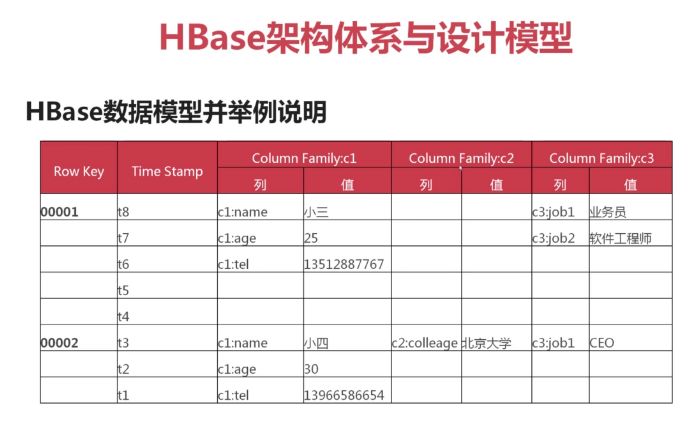 HBase架构体系与设计模型
HBase数据模型并举例说明
Row Key Time Stamp Column Family:c1 Column Family:c2 Column Family:c3
列 值 列 值 列 值
00001 t8 c1:name 小三 c3:job1 业务员
t7 c1:age 25 c3:job2 软件工程师
t6 c1:tel 13512887767
t5
t4
00002 t3 c1:name 小四 c2:colleage 北京大学 c3:job1 CEO
t2 c1:age 30
t1 c1:tel 13966586654